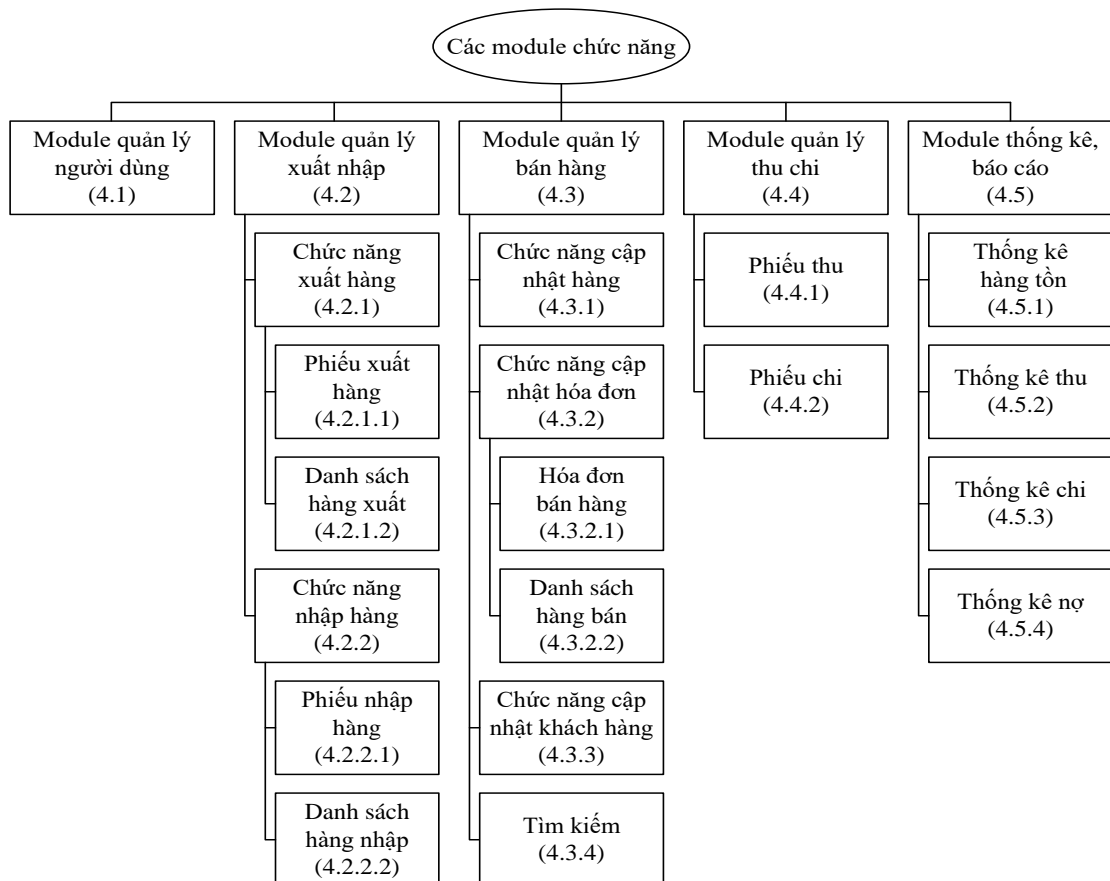 Các module chức năng
Module quản lý
người dùng
(4.1)
Module quản lý
xuất nhập
(4.2)
Chức năng
xuất hàng
(4.2.1)
Phiếu xuất
hàng
(4.2.1.1)
Danh sách
hàng xuất
(4.2.1.2)
Chức năng
nhập hàng
(4.2.2)
Phiếu nhập
hàng
(4.2.2.1)
Danh sách
hàng nhập
(4.2.2.2)
Module quản lý
bán hàng
(4.3)
Chức năng cập
nhật hàng
(4.3.1)
Chức năng cập
nhật hóa đơn
(4.3.2)
Hóa đơn
bán hàng
(4.3.2.1)
Danh sách
hàng bán
(4.3.2.2)
Chức năng cập
nhật khách hàng
(4.3.3)
Tìm kiếm
(4.3.4)
Module quản lý
thu chi
(4.4)
Phiếu thu
(4.4.1)
Phiếu chi
(4.4.2)
Module thống kê,
báo cáo
(4.5)
Thống kê
hàng tồn
(4.5.1)
Thống kê thu
(4.5.2)
Thống kê chi
(4.5.3)
Thống kê nợ
(4.5.4)